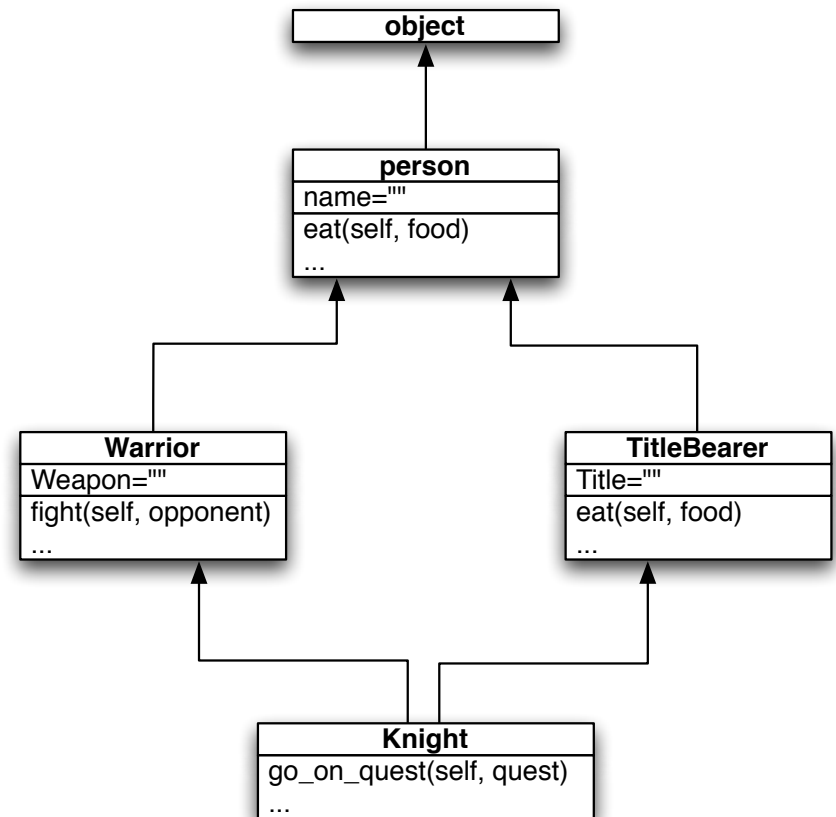 object
person
name=""
eat(self, food)
...
Warrior
Weapon=""
fight(self, opponent)
...
TitleBearer
Title=""
eat(self, food)
...
Knight
go_on_quest(self, quest)
...